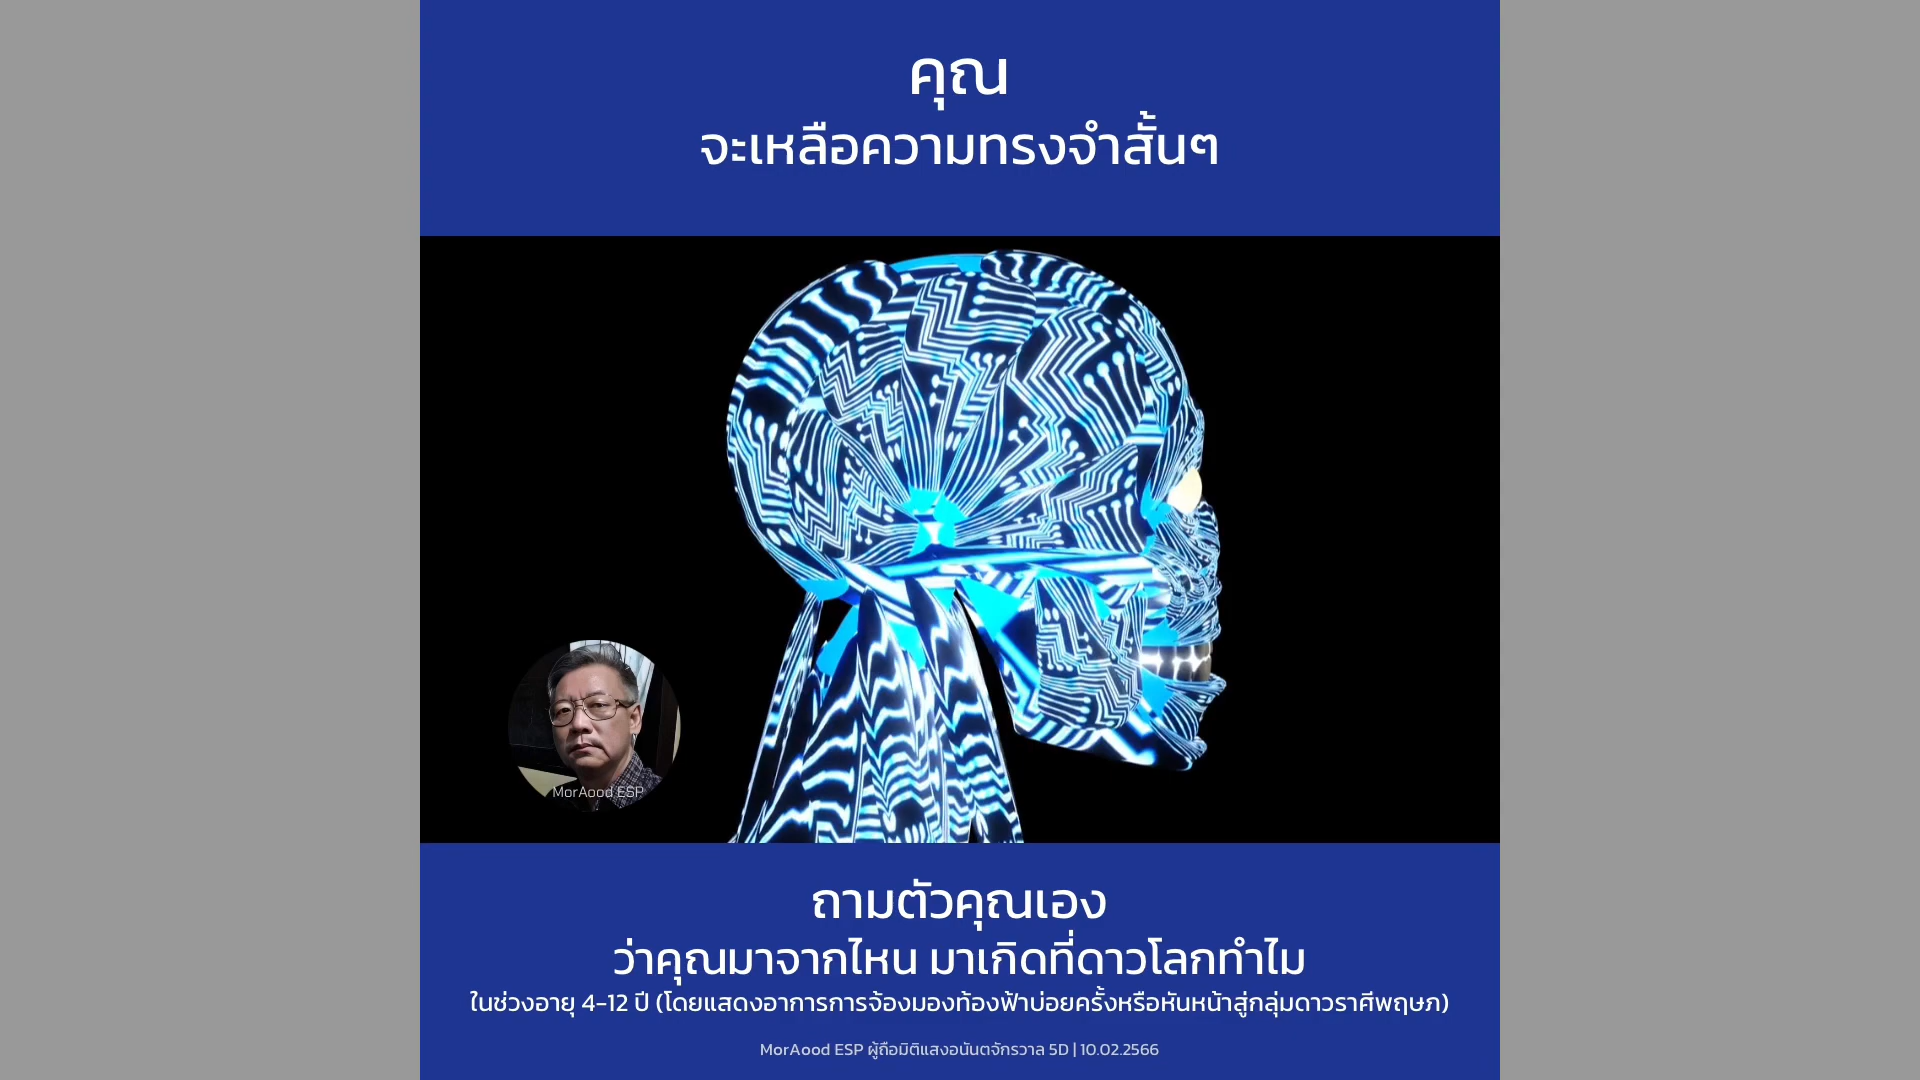 คุณ
จะเหลือความทรงจำสั้นๆ
MorAood ESP
ถามตัวคุณเอง
ว่าคุณมาจากไหน มาเกิดที่ดาวโลกทำไม
ในช่วงอายุ 4-12 ปี (โดยแสดงอาการการจ้องมองท้องฟ้าบ่อยครั้งหรือหันหน้าสู่กลุ่มดาวราศีพฤษภ)
MorAood ESP ผู้ถือมิติแสงอนันตจักรวาล 5D | 10.02.2566